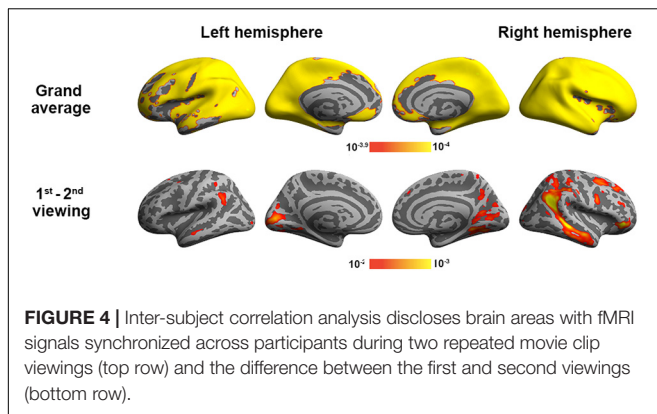 Left hemisphere Right hemisphere
Grand
average
10-3.9 10-4
1st - 2nd
viewing
10-2 10-3
FIGURE 4 | Inter-subject correlation analysis discloses brain areas with fMRI
signals synchronized across participants during two repeated movie clip
viewings (top row) and the difference between the first and second viewings
(bottom row).